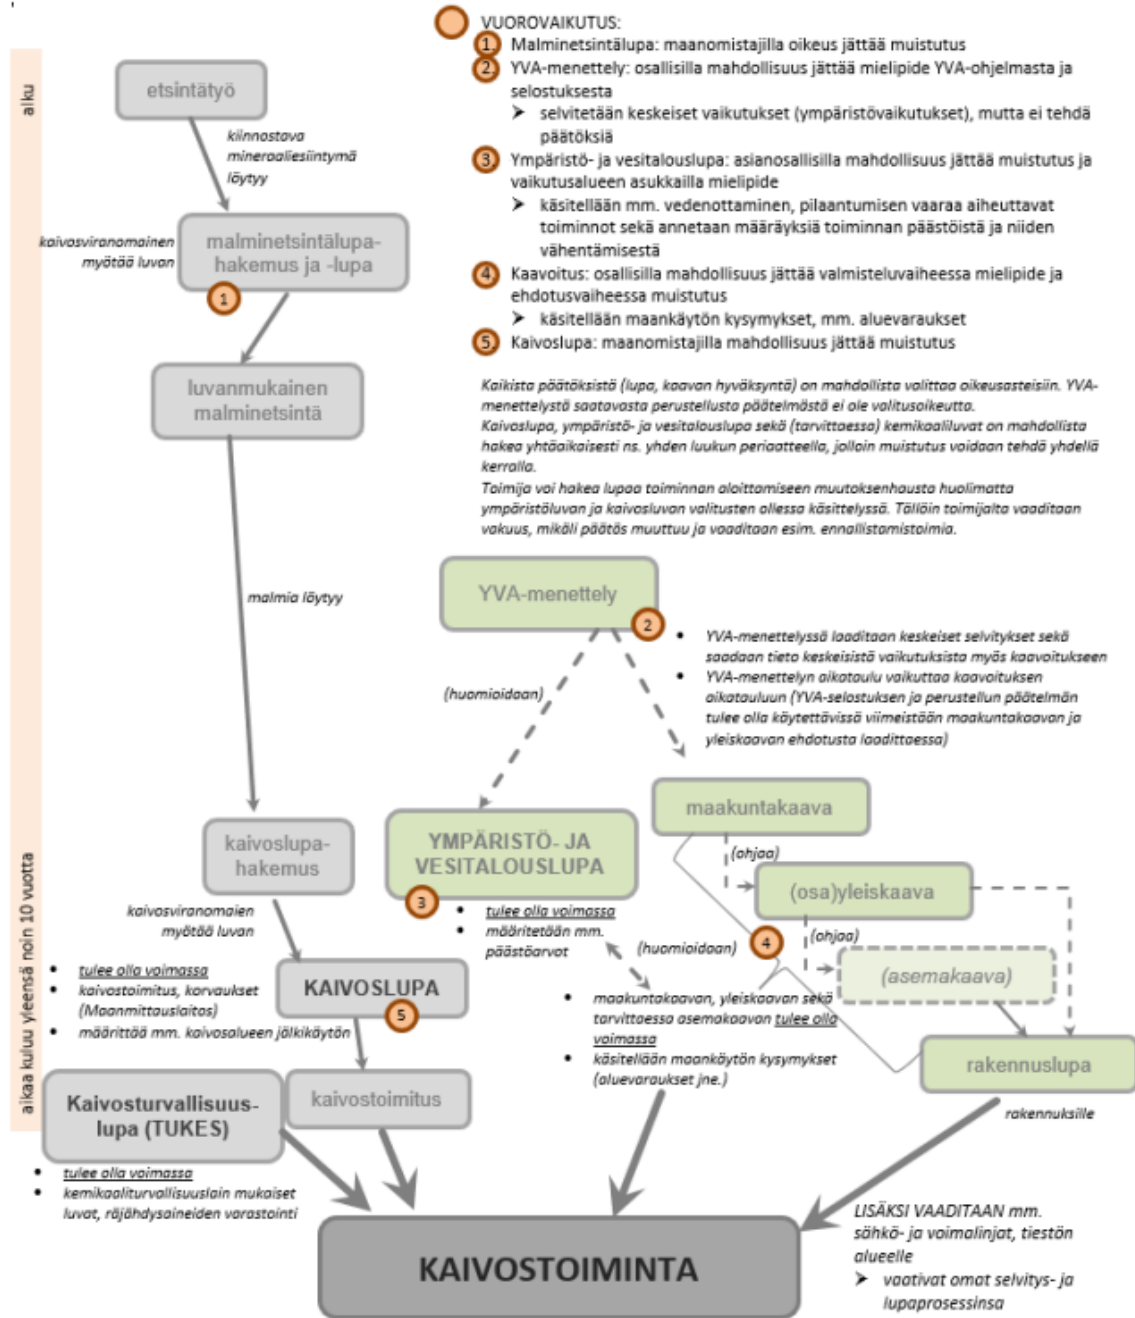 VUOROVAIKUTUS:
1. Malminetsintälupa: maanomistajilla oikeus jättää muistutus
2. YVA-menettely: osallisilla mahdollisuus jättää mielipide YVA-ohjelmasta ja
selostuksesta
➤ selvitetään keskeiset vaikutukset (ympäristövaikutukset), mutta ei tehdä
päätöksiä
3. Ympäristö- ja vesitalouslupa: asianosallisilla mahdollisuus jättää muistutus ja
vaikutusalueen asukkailla mielipide
➤ käsitellään mm. vedenottaminen, pilaantumisen vaaraa aiheuttavat
toiminnot sekä annetaan määräyksiä toiminnan päästöistä ja niiden
vähentämisestä
4. Kaavoitus: osallisilla mahdollisuus jättää valmisteluvaiheessa mielipide ja
ehdotusvaiheessa muistutus
➤ käsitellään maankäytön kysymykset, mm. aluevaraukset
5. Kaivoslupa: maanomistajilla mahdollisuus jättää muistutus
Kaikista päätöksistä (lupa, kaavan hyväksyntä) on mahdollista valittaa oikeusasteisiin. YVA-
menettelystä saatavasta perustellusta päätelmästä ei ole valitusoikeutta.
Kaivoslupa, ympäristö- ja vesitalouslupa sekä (tarvittaessa) kemikaaliluvat on mahdollista
hakea yhtäaikaisesti ns. yhden luukun periaatteella, jolloin muistutus voidaan tehdä yhdellä
kerralla.
Toimija voi hakea lupaa toiminnan aloittamiseen muutoksenhausta huolimatta
ympäristöluvan ja kaivosluvan valitusten ollessa käsittelyssä. Tällöin toimijalta vaaditaan
vakuus, mikäli päätös muuttuu ja vaaditaan esim. ennallistamistoimia.
alku
etsintätyö
kiinnostava
mineraaliesiintymä
löytyy
kaivosviranomainen
myötää luvan
malminetsintälupa-
hakemus ja -lupa
1
luvanmukainen
malminetsintä
malmia löytyy
YVA-menettely
2
• YVA-menettelyssä laaditaan keskeiset selvitykset sekä
saadaan tieto keskeisistä vaikutuksista myös kaavoitukseen
• YVA-menettelyn aikataulu vaikuttaa kaavoituksen
aikatauluun (YVA-selostuksen ja perustellun päätelmän
tulee olla käytettävissä viimeistään maakuntakaavan ja
yleiskaavan ehdotusta laadittaessa)
(huomioidaan)
aikaa kuluu yleensä noin 10 vuotta
kaivoslupa-
hakemus
YMPÄRISTÖ- JA
VESITALOUSLUPA
3
• tulee olla voimassa
• määritetään mm.
päästöarvot
maakuntakaava
(ohjaa)
(osa)yleiskaava
(ohjaa)
4
(asemakaava)
(huomioidaan)
kaivosviranomaien
myötää luvan
• tulee olla voimassa
• kaivostoimitus, korvaukset
(Maanmittauslaitos)
• määrittää mm. kaivosalueen jälkikäytön
KAIVOSLUPA
5
• maakuntakaavan, yleiskaavan sekä
tarvittaessa asemakaavan tulee olla
voimassa
• käsitellään maankäytön kysymykset
(aluevaraukset jne.)
rakennuslupa
rakennuksille
Kaivosturvallisuus-
lupa (TUKES)
kaivostoimitus
• tulee olla voimassa
• kemikaaliturvallisuuslain mukaiset
luvat, räjähdysaineiden varastointi
KAIVOSTOIMINTA
LISÄKSI VAADITAAN mm.
sähkö- ja voimalinjat, tiestön
alueelle
➤ vaativat omat selvitys- ja
lupaprosessinsa